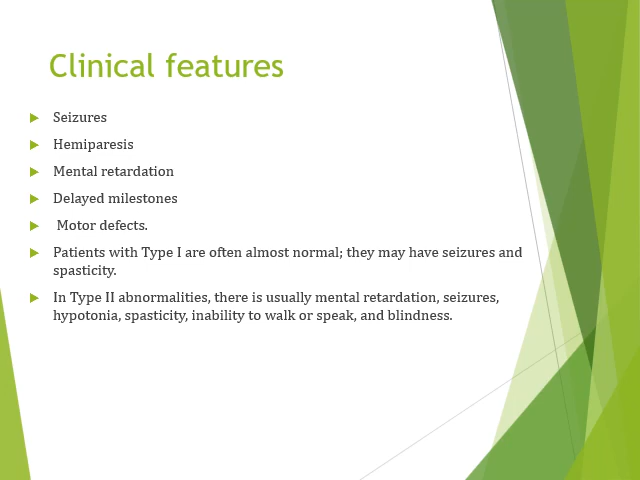 Clinical features
Seizures
Hemiparesis
Mental retardation
Delayed milestones
Motor defects.
Patients with Type I are often almost normal; they may have seizures and
spasticity.
In Type II abnormalities, there is usually mental retardation, seizures,
hypotonia, spasticity, inability to walk or speak, and blindness.